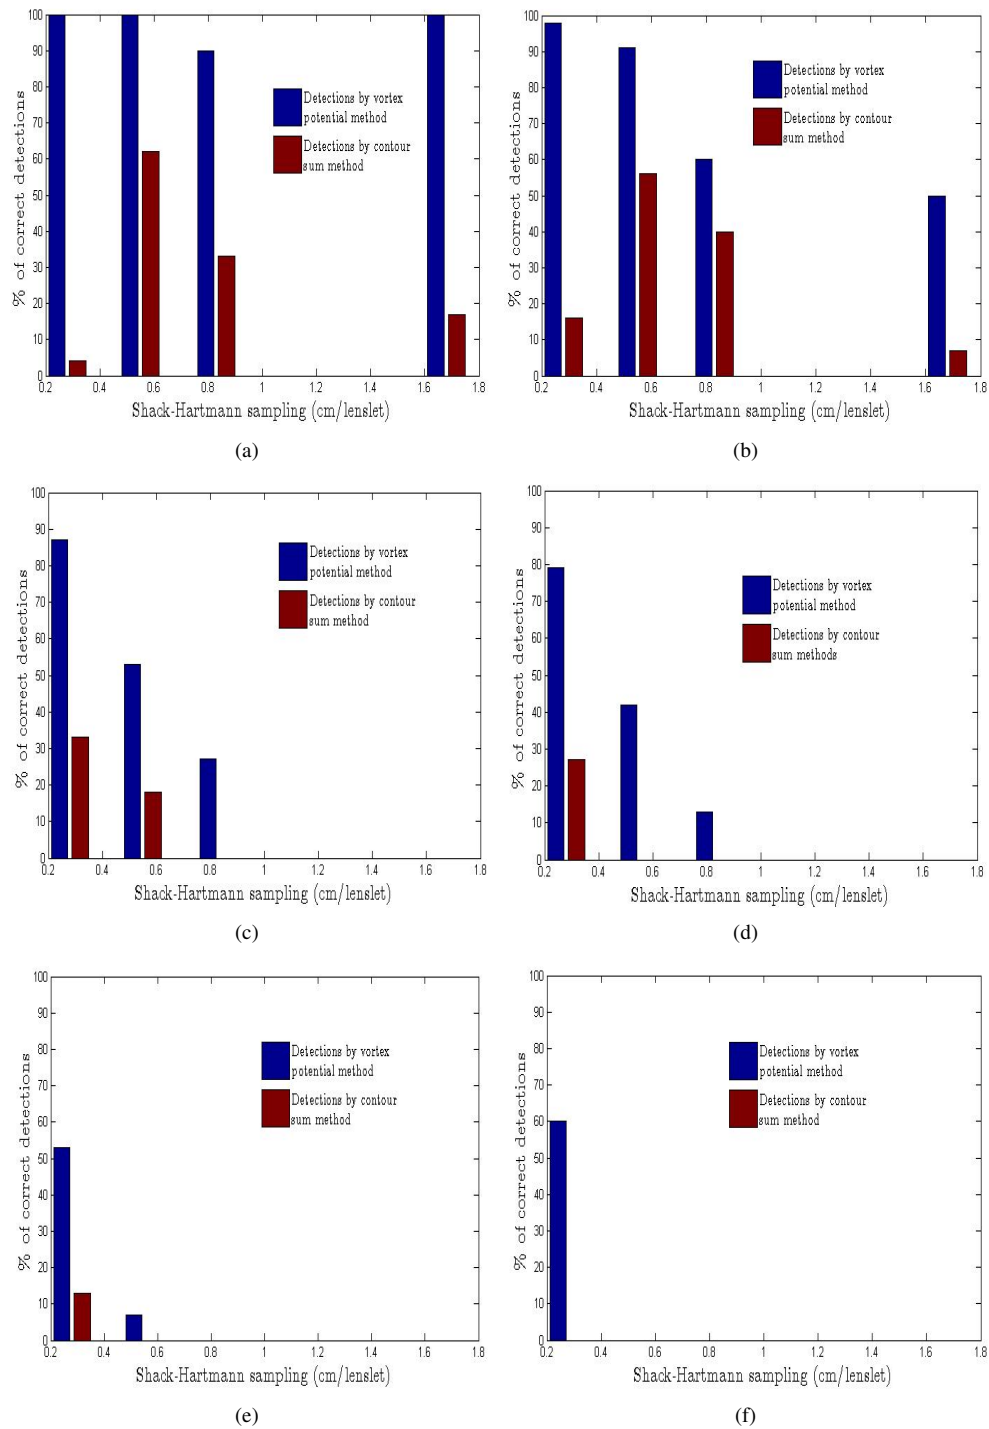 100
90
80
70
60
50
40
30
20
10
0
% of correct detections
Detections by vortex
potential method
Detections by contour
sum method
0.2 0.4 0.6 0.8 1 1.2 1.4 1.6 1.8
Shack-Hartmann sampling (cm/lenslet)
(a)
100
90
80
70
60
50
40
30
20
10
0
% of correct detections
Detections by vortex
potential method
Detections by contour
sum method
0.2 0.4 0.6 0.8 1 1.2 1.4 1.6 1.8
Shack-Hartmann sampling (cm/lenslet)
(b)
100
90
80
70
60
50
40
30
20
10
0
% of correct detections
Detections by vortex
potential method
Detections by contour
sum method
0.2 0.4 0.6 0.8 1 1.2 1.4 1.6 1.8
Shack-Hartmann sampling (cm/lenslet)
(c)
100
90
80
70
60
50
40
30
20
10
0
% of correct detections
Detections by vortex
potential method
Detections by contour
sum methods
0.2 0.4 0.6 0.8 1 1.2 1.4 1.6 1.8
Shack-Hartmann sampling (cm/lenslet)
(d)
100
90
80
70
60
50
40
30
20
10
0
% of correct detections
Detections by vortex
potential method
Detections by contour
sum method
0.2 0.4 0.6 0.8 1 1.2 1.4 1.6 1.8
Shack-Hartmann sampling (cm/lenslet)
(e)
100
90
80
70
60
50
40
30
20
10
0
% of correct detections
Detections by vortex
potential method
Detections by contour
sum method
0.2 0.4 0.6 0.8 1 1.2 1.4 1.6 1.8
Shack-Hartmann sampling (cm/lenslet)
(f)